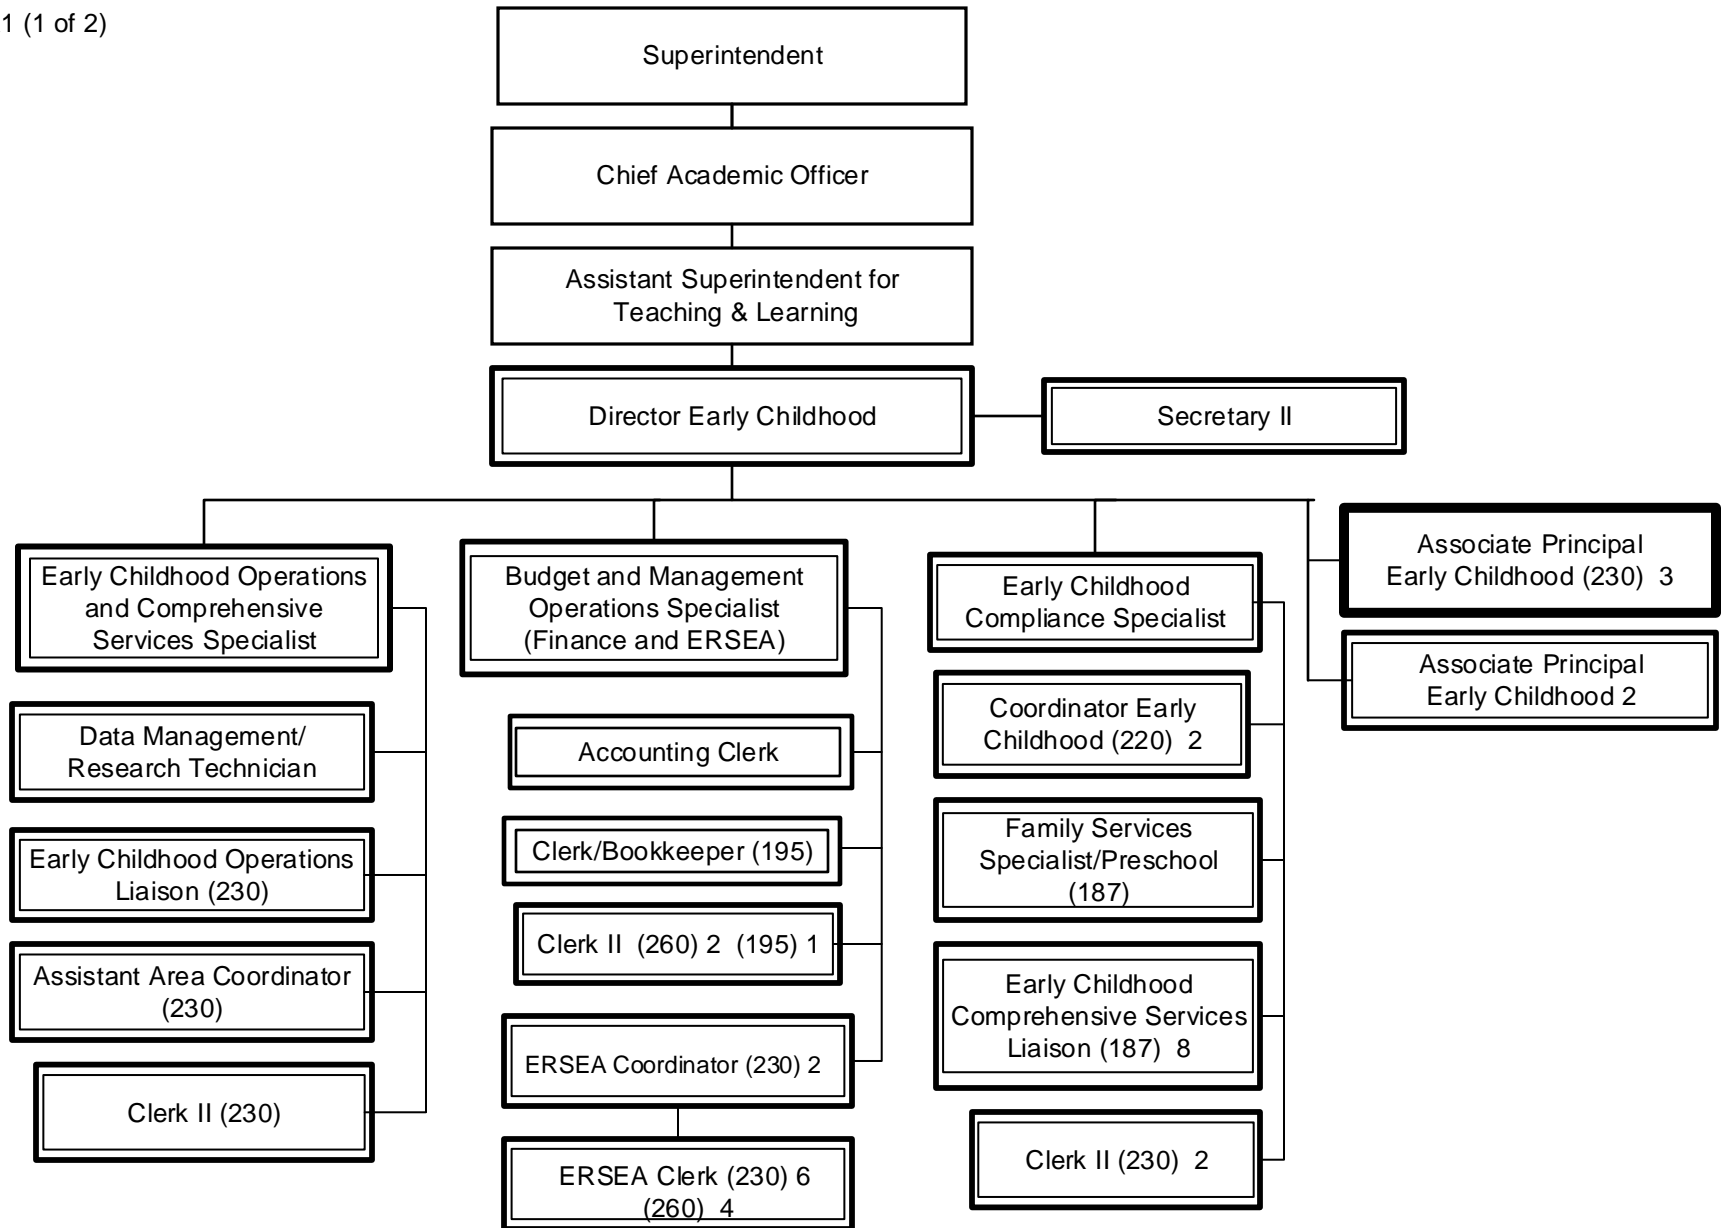 1 (1 of 2)
Superintendent
Chief Academic Officer
Assistant Superintendent for
Teaching & Learning
Director Early Childhood
Secretary II
Early Childhood Operations
and Comprehensive
Services Specialist
Data Management/
Research Technician
Early Childhood Operations
Liaison (230)
Assistant Area Coordinator
(230)
Clerk II (230)
Budget and Management
Operations Specialist
(Finance and ERSEA)
Accounting Clerk
Clerk/Bookkeeper (195)
Clerk II (260) 2 (195) 1
ERSEA Coordinator (230) 2
ERSEA Clerk (230) 6
(260) 4
Early Childhood
Compliance Specialist
Coordinator Early
Childhood (220) 2
Family Services
Specialist/Preschool
(187)
Early Childhood
Comprehensive Services
Liaison (187) 8
Clerk II (230) 2
Associate Principal
Early Childhood (230) 3
Associate Principal
Early Childhood 2